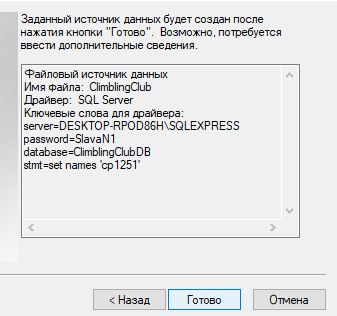 Заданный источник данных будет создан после
нажатия кнопки "Готово". Возможно, потребуется
ввести дополнительные сведения.
Файловый источник данных
Имя файла: ClimblingClub
Драйвер: SQL Server
Ключевые слова для драйвера:
server=DESKTOP-RPOD86H\SQLEXPRESS
password=SlavaN1
database=ClimblingClubDB
stmt=set names 'cp1251'
< Назад
Готово
Отмена